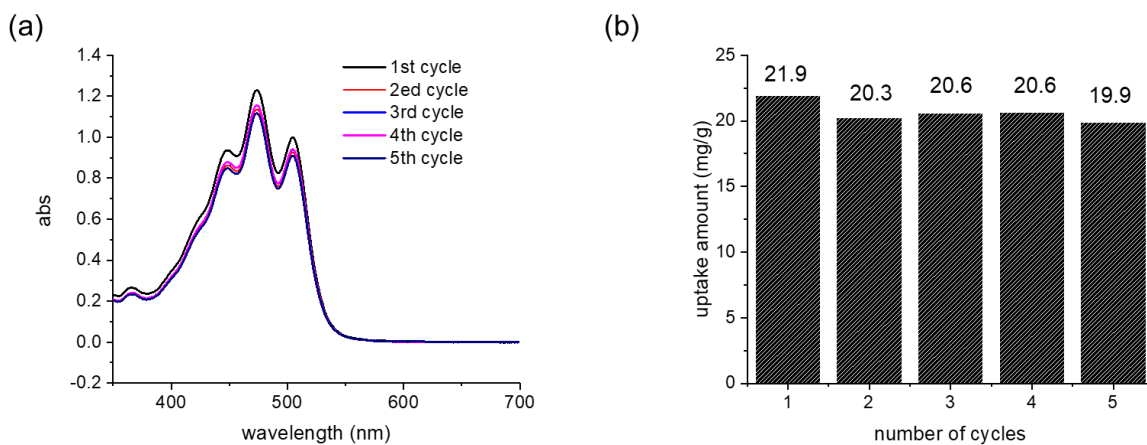 (a)
1.4
1.2
1.0
0.8
0.6
0.4
0.2
0.0
-0.2
abs
400
500
600
700
wavelength (nm)
1st cycle
2ed cycle
3rd cycle
4th cycle
5th cycle
(b)
25
20
15
10
5
0
uptake amount (mg/g)
21.9
20.3
20.6
20.6
19.9
1
2
3
4
5
number of cycles